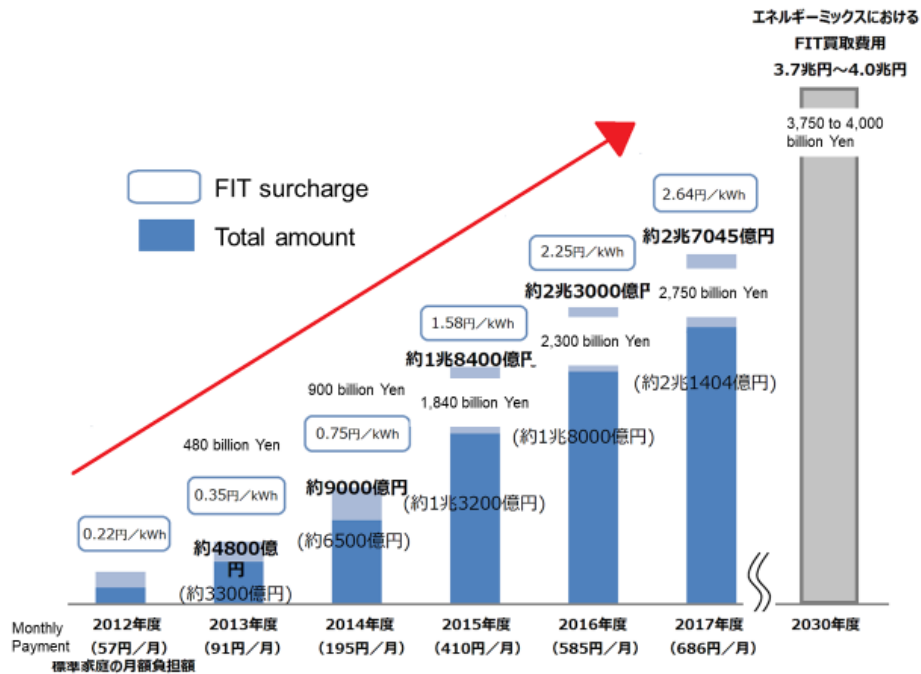 エネルギーミックスにおける
FIT買取費用
3.7兆円～4.0兆円
3,750 to 4,000
billion Yen
FIT surcharge
Total amount
2.64円／kWh
約2兆7045億円
2,750 billion Yen
(約2兆1404億円)
2.25円／kWh
約2兆3000億円
2,300 billion Yen
(約1兆8000億円)
1.58円／kWh
約1兆8400億円
1,840 billion Yen
(約1兆3200億円)
900 billion Yen
0.75円／kWh
約9000億円
(約6500億円)
480 billion Yen
0.35円／kWh
約4800億
円
(約3300億円)
0.22円／kWh
2012年度 2013年度 2014年度 2015年度 2016年度 2017年度 2030年度
Monthly
Payment (57円／月) (91円／月) (195円／月) (410円／月) (585円／月) (686円／月)
標準家庭の月額負担額